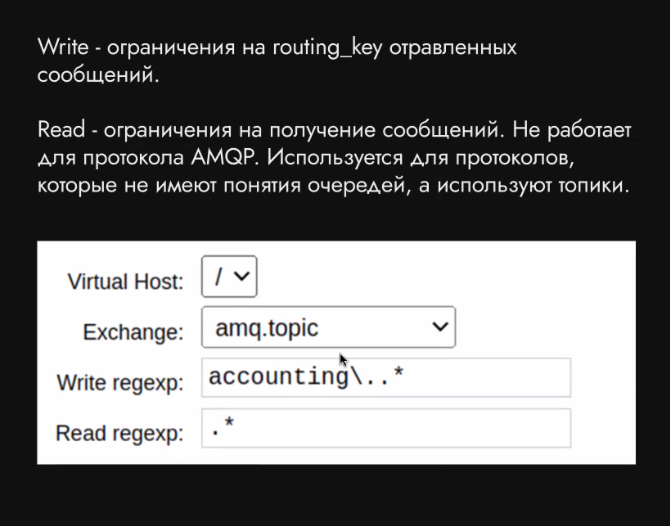 Write - ограничения на routing_key отравленных
сообщений.
Read - ограничения на получение сообщений. Не работает
для протокола AMQP. Используется для протоколов,
которые не имеют понятия очередей, а используют топики.
Virtual Host: /
Exchange: amq.topic
Write regexp: accounting\..*
Read regexp: .*